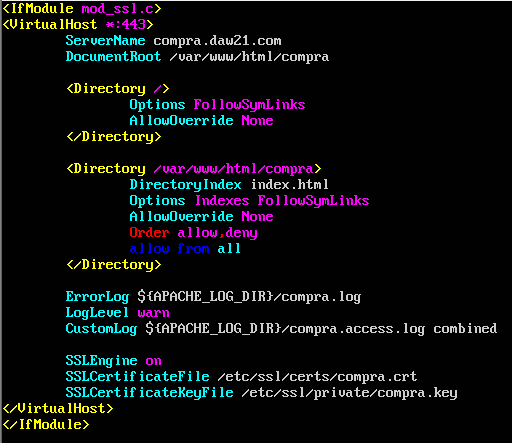 <IfModule mod_ssl.c>
<VirtualHost *:443>
ServerName compra.daw21.com
DocumentRoot /var/www/html/compra
<Directory />
Options FollowSymLinks
AllowOverride None
</Directory>
<Directory /var/www/html/compra>
DirectoryIndex index.html
Options Indexes FollowSymLinks
AllowOverride None
Order allow,deny
allow from all
</Directory>
ErrorLog ${APACHE_LOG_DIR}/compra.log
LogLevel warn
CustomLog ${APACHE_LOG_DIR}/compra.access.log combined
SSLEngine on
SSLCertificateFile /etc/ssl/certs/compra.crt
SSLCertificateKeyFile /etc/ssl/private/compra.key
</VirtualHost>
</IfModule>